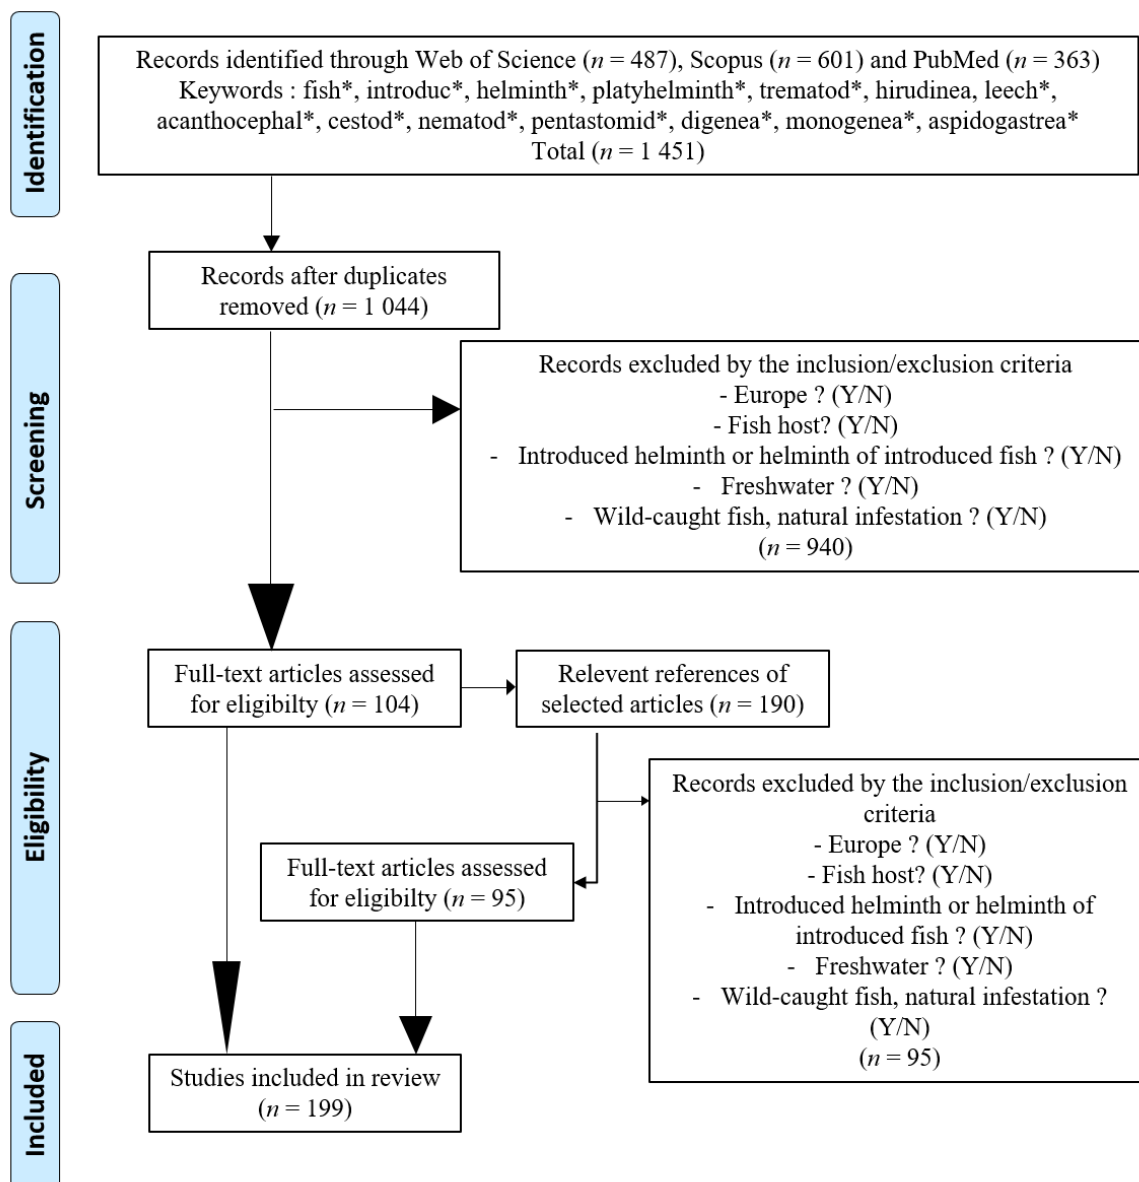 Identification
Records identified through Web of Science (n = 487), Scopus (n = 601) and PubMed (n = 363)
Keywords : fish*, introduc*, helminth*, platyhelminth*, trematod*, hirudinea, leech*,
acanthocephal*, cestod*, nematod*, pentastomid*, digenea*, monogenea*, aspidogastrea*
Total (n = 1 451)
Screening
Records after duplicates
removed (n = 1 044)
Records excluded by the inclusion/exclusion criteria
- Europe ? (Y/N)
- Fish host? (Y/N)
- Introduced helminth or helminth of introduced fish ? (Y/N)
- Freshwater ? (Y/N)
- Wild-caught fish, natural infestation ? (Y/N)
(n = 940)
Eligibility
Full-text articles assessed
for eligibilty (n = 104)
Relevent references of
selected articles (n = 190)
Records excluded by the inclusion/exclusion
criteria
- Europe ? (Y/N)
- Fish host? (Y/N)
- Introduced helminth or helminth of
introduced fish ? (Y/N)
- Freshwater ? (Y/N)
- Wild-caught fish, natural infestation ?
(Y/N)
(n = 95)
Full-text articles assessed
for eligibilty (n = 95)
Included
Studies included in review
(n = 199)